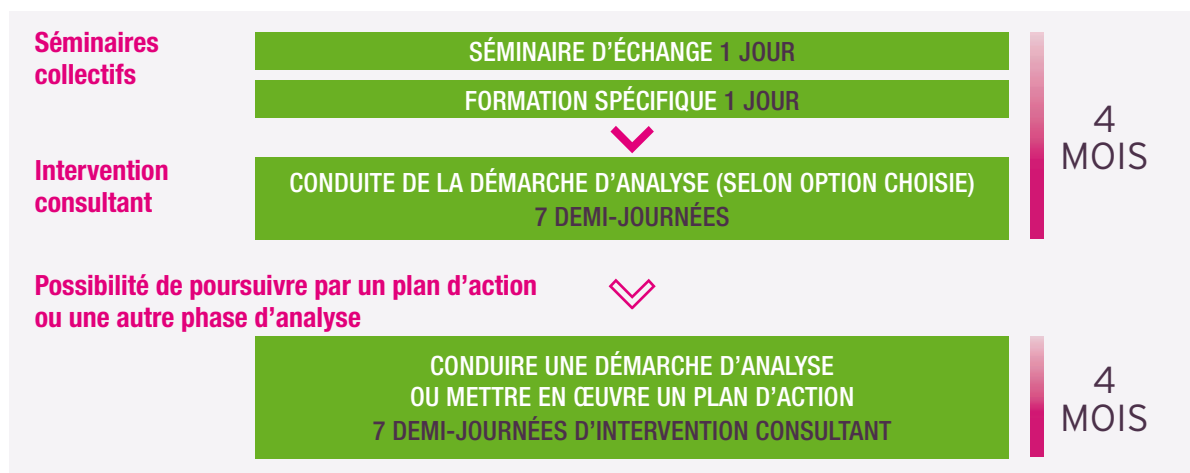 Séminaires
collectifs
SÉMINAIRE D'ÉCHANGE 1 JOUR
FORMATION SPÉCIFIQUE 1 JOUR
4
MOIS
Intervention
consultant
CONDUITE DE LA DÉMARCHE D'ANALYSE (SELON OPTION CHOISIE)
7 DEMI-JOURNÉES
Possibilité de poursuivre par un plan d'action
ou une autre phase d'analyse
CONDUIRE UNE DÉMARCHE D'ANALYSE
OU METTRE EN ŒUVRE UN PLAN D'ACTION
7 DEMI-JOURNÉES D'INTERVENTION CONSULTANT
4
MOIS